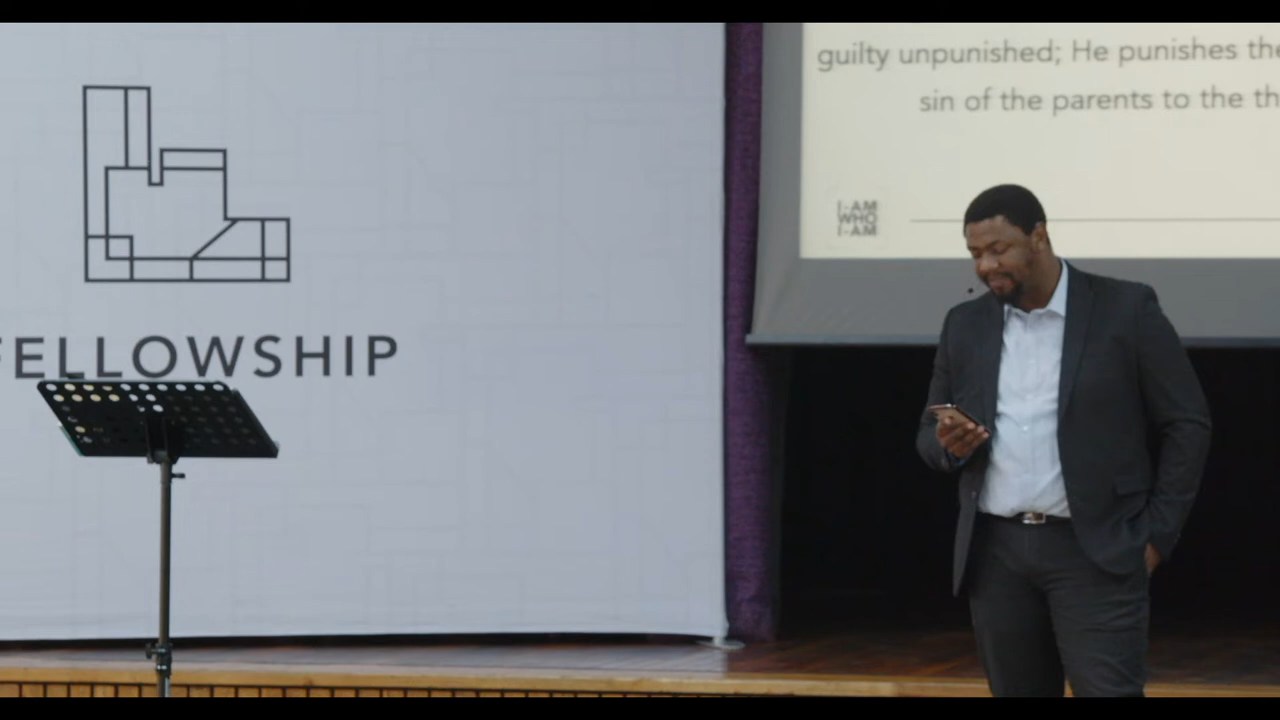 FELLOWSHIP
guilty unpunished; He punishes the
sin of the parents to the th
I-AM
WHO
I-AM